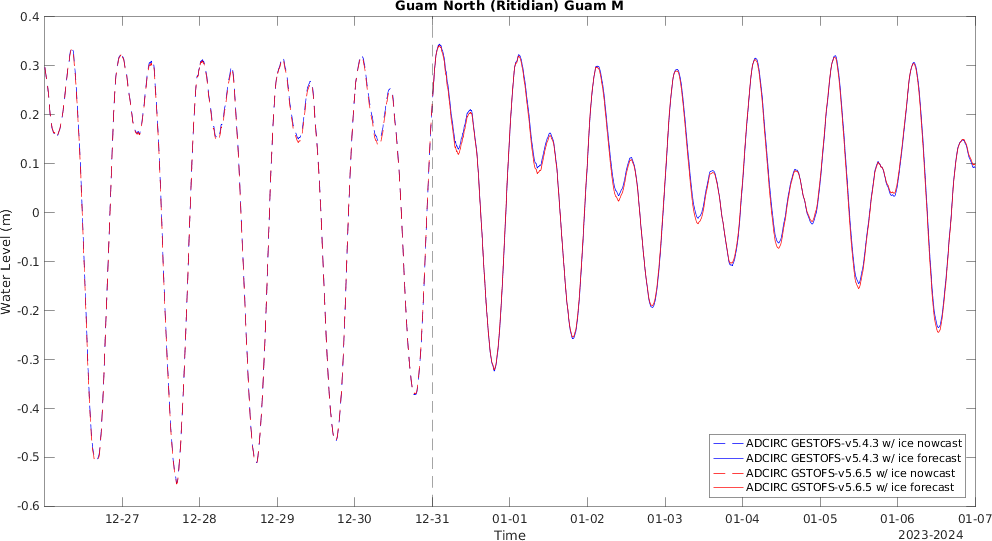 Guam North (Ritidian) Guam M
0.4
0.3
0.2
0.1
0
-0.1
-0.2
-0.3
-0.4
-0.5
-0.6
Water Level (m)
ADCIRC GESTOFS-v5.4.3 w/ ice nowcast
ADCIRC GESTOFS-v5.4.3 w/ ice forecast
ADCIRC GSTOFS-v5.6.5 w/ ice nowcast
ADCIRC GSTOFS-v5.6.5 w/ ice forecast
12-27 12-28 12-29 12-30 12-31 01-01 01-02 01-03 01-04 01-05 01-06 01-07
Time
2023-2024